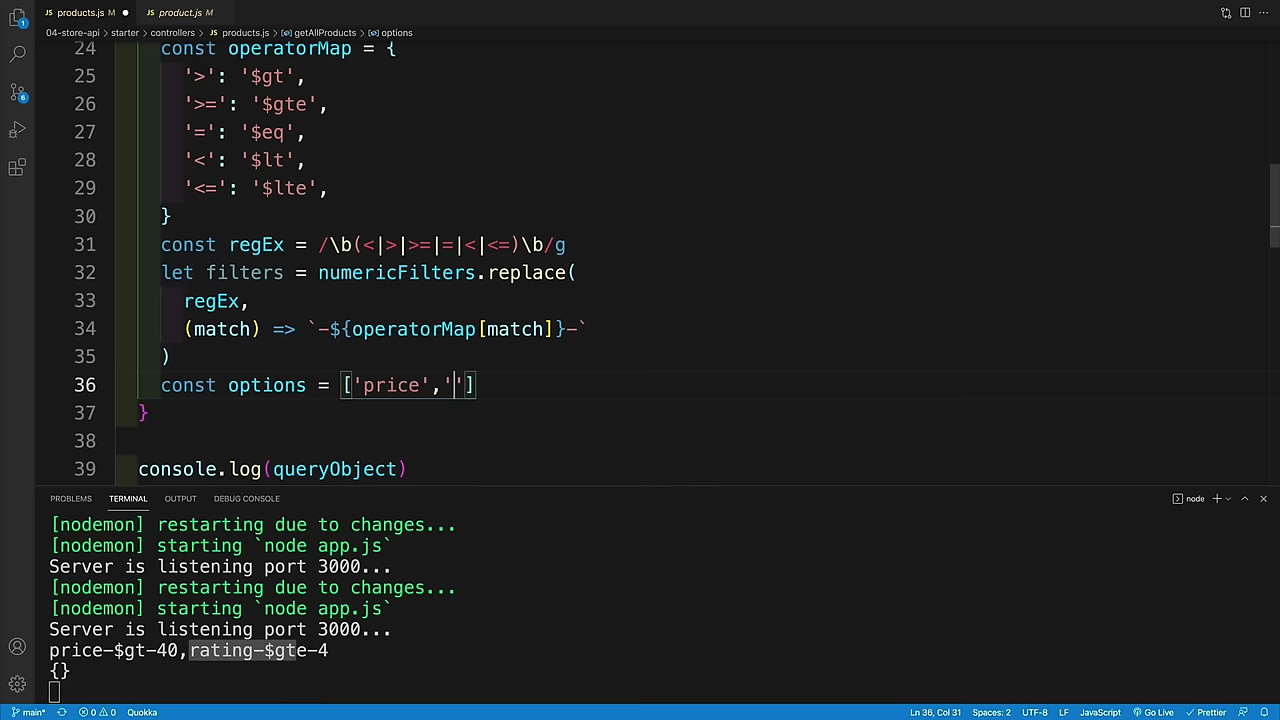 1
JS products.js M ●
JS product.js M
04-store-api › starter › controllers › JS products.js › getAllProducts › options
24 const operatorMap = {
25 '>': '$gt',
26 '>=': '$gte',
27 '=': '$eq',
28 '<': '$lt',
29 '<=': '$lte',
30 }
31 const regEx = /\b(<|>|>=|=|<|<=)\b/g
32 let filters = numericFilters.replace(
33 regEx,
34 (match) => `-${operatorMap[match]}-`
35 )
36 const options = ['price','']
37 }
38
39 console.log(queryObject)
6
PROBLEMS TERMINAL OUTPUT DEBUG CONSOLE node
[nodemon] restarting due to changes...
[nodemon] starting `node app.js`
Server is listening port 3000...
[nodemon] restarting due to changes...
[nodemon] starting `node app.js`
Server is listening port 3000...
price-$gt-40,rating-$gte-4
{}
main* 0 0 Quokka Ln 36, Col 31 Spaces: 2 UTF-8 LF JavaScript Go Live Prettier